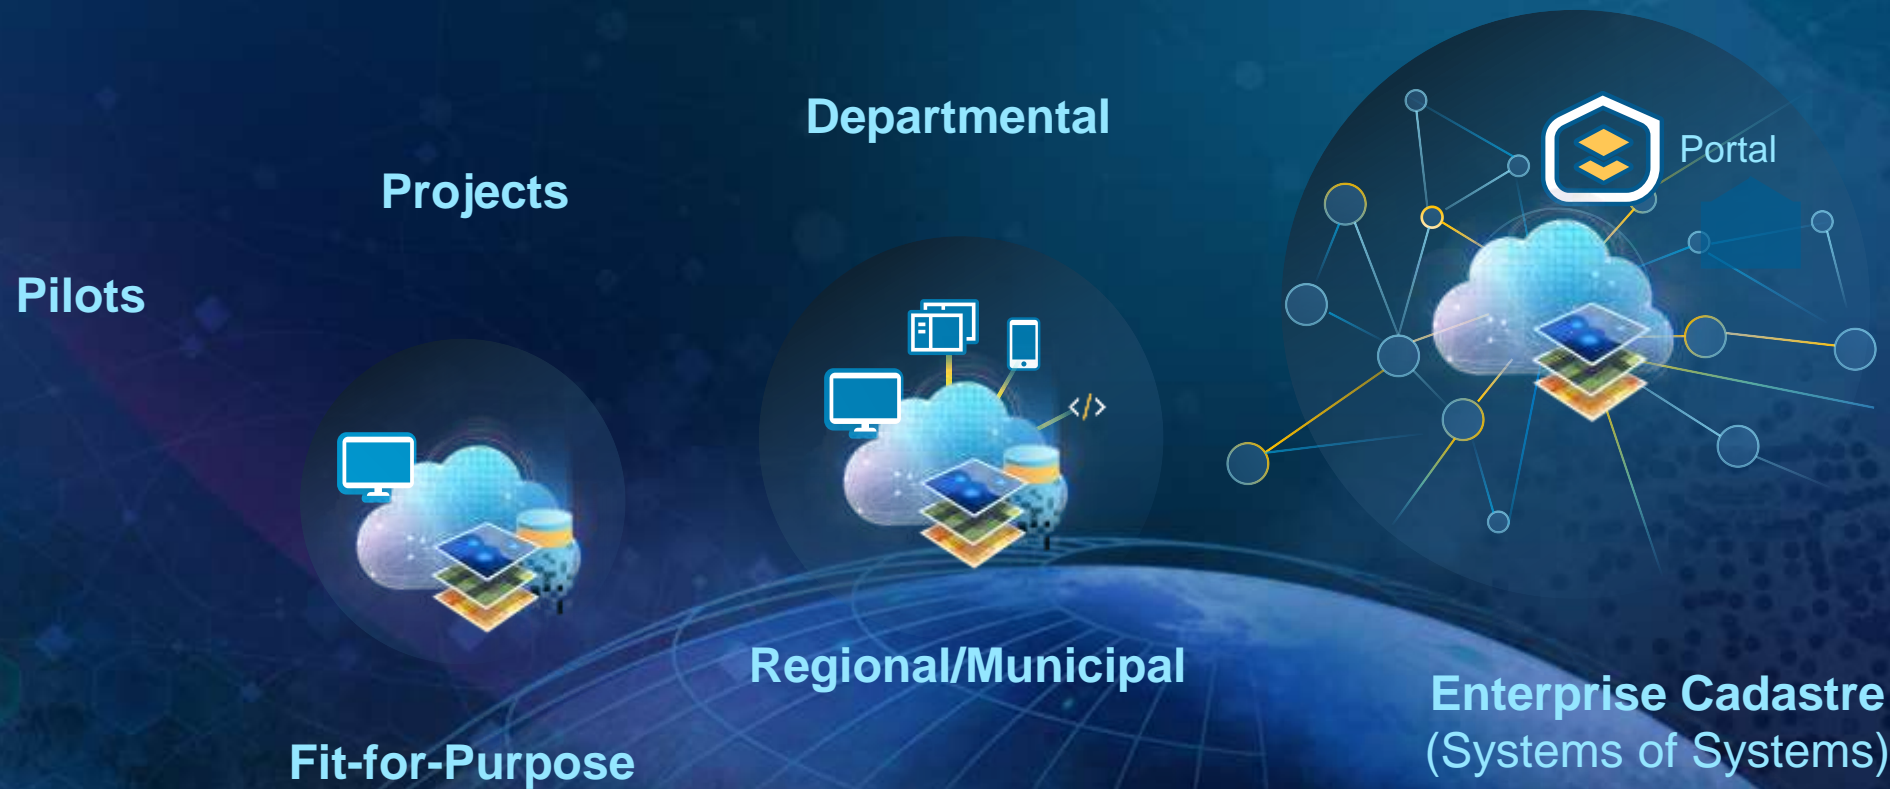 Departmental
Portal
Projects
Pilots
</>
Regional/Municipal
Enterprise Cadastre
(Systems of Systems)
Fit-for-Purpose